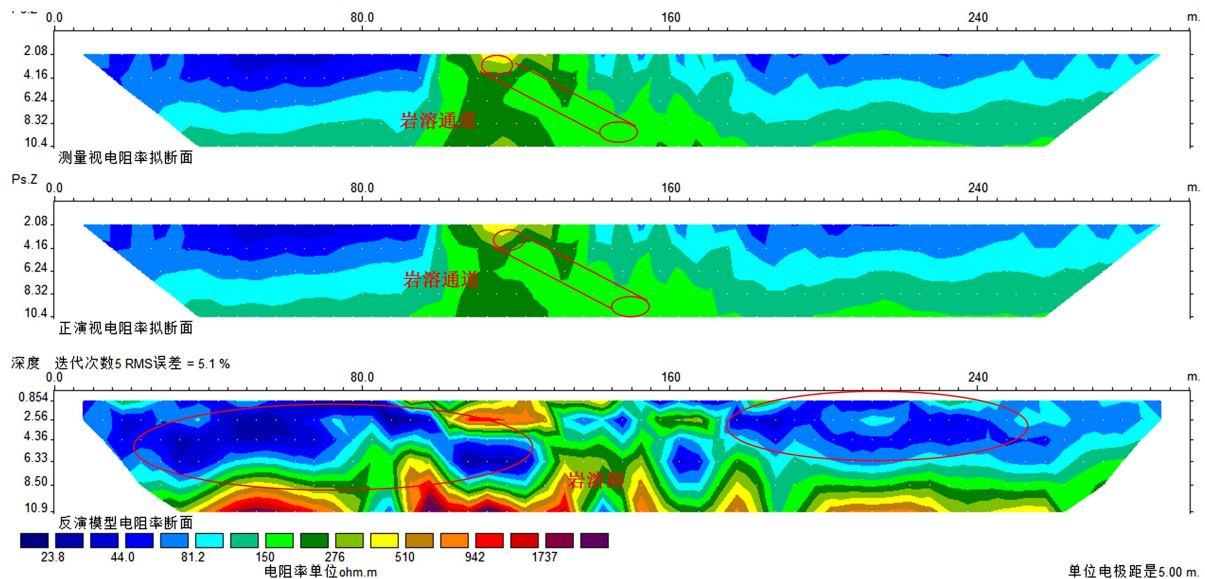 Ps.Z 0.0 80.0 160 240 m.
2.08
4.16
6.24
8.32
10.4
岩溶通道
测量视电阻率拟断面
Ps.Z 0.0 80.0 160 240 m.
2.08
4.16
6.24
8.32
10.4
岩溶通道
正演视电阻率拟断面
深度 迭代次数5 RMS误差 = 5.1 %
0.0 80.0 160 240 m.
0.854
2.56
4.36
6.33
8.50
10.9
岩溶洞
反演模型电阻率断面
23.8 44.0 81.2 150 276 510 942 1737
电阻率单位ohm.m 单位电极距是5.00 m.